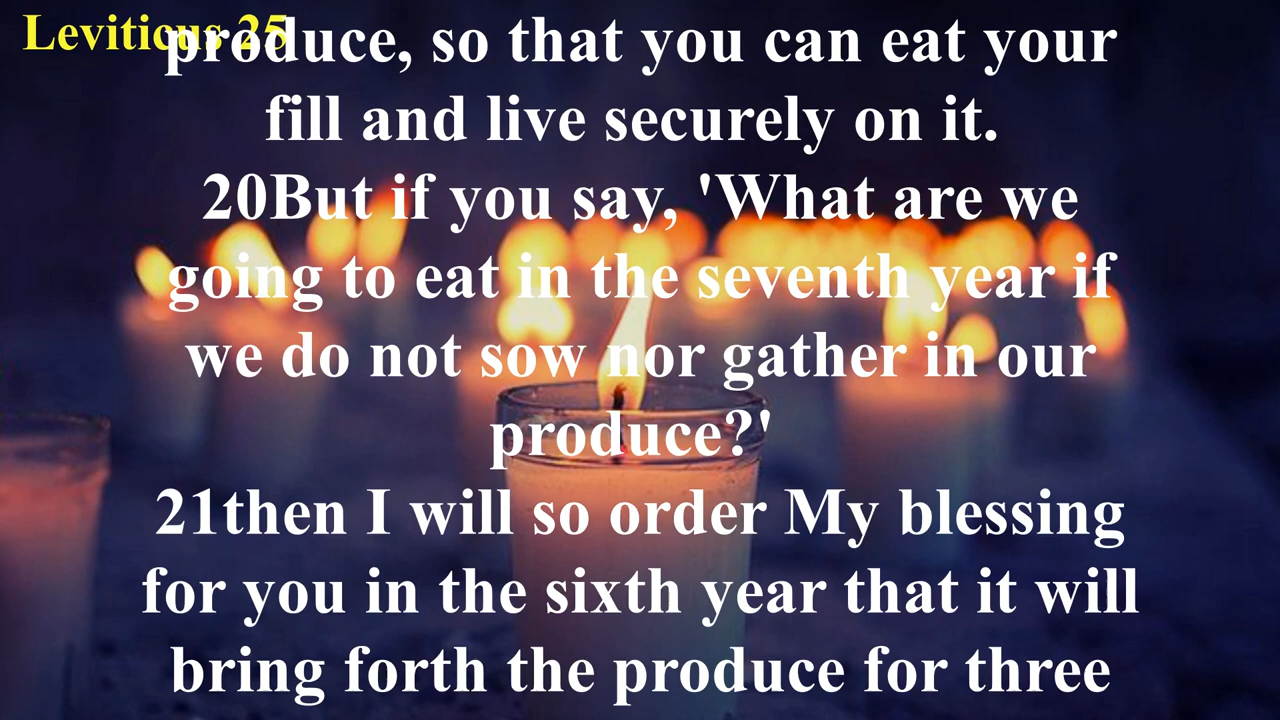 Leviticus 25
produce, so that you can eat your
fill and live securely on it.
20But if you say, 'What are we
going to eat in the seventh year if
we do not sow nor gather in our
produce?'
21then I will so order My blessing
for you in the sixth year that it will
bring forth the produce for three